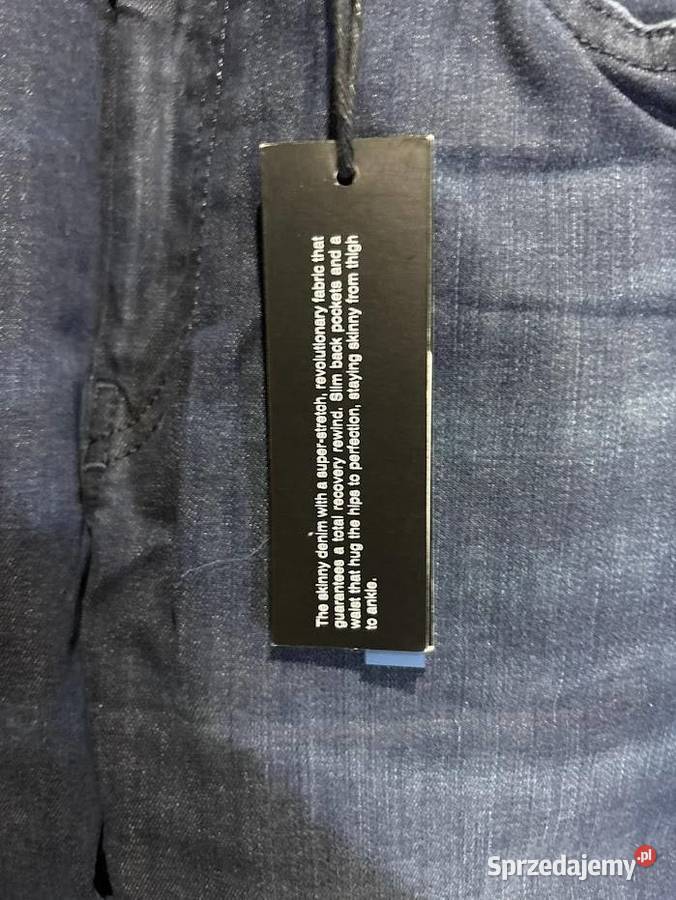 The skinny denim with a super-stretch, revolutionary fabric that
guarantees a total recovery rewind. Slim back pockets and a
waist that hug the hips to perfection, staying skinny from thigh
to ankle.
Sprzedajemy.pl